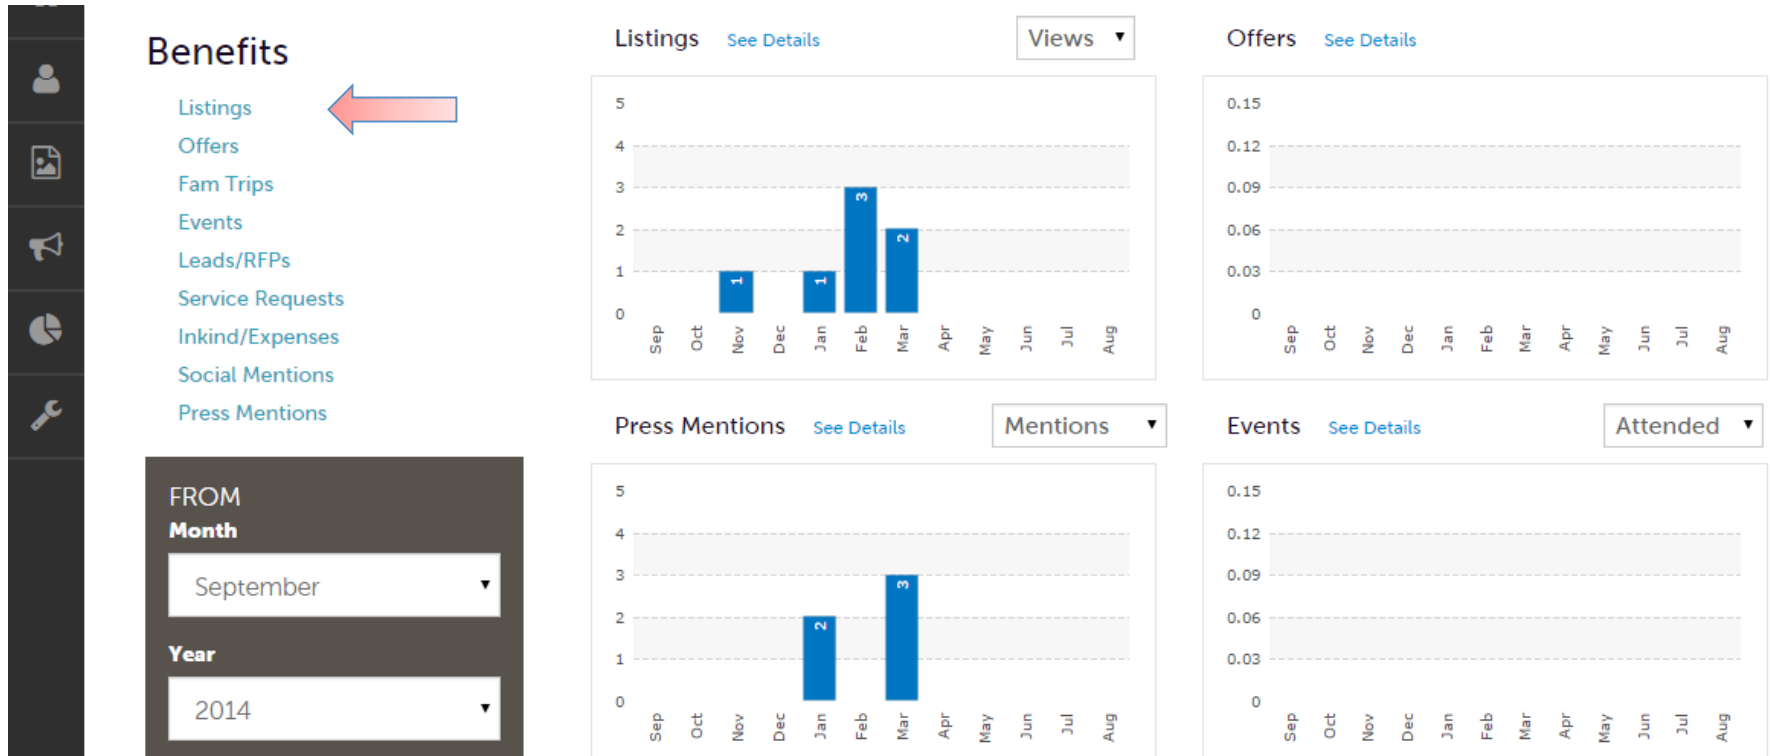 Benefits
Listings
Offers
Fam Trips
Events
Leads/RFPs
Service Requests
Inkind/Expenses
Social Mentions
Press Mentions
FROM
Month
September
Year
2014
Listings See Details Views
5
4
3
2
1
0
1
1
3
2
Sep Oct Nov Dec Jan Feb Mar Apr May Jun Jul Aug
Offers See Details
0.15
0.12
0.09
0.06
0.03
0
Sep Oct Nov Dec Jan Feb Mar Apr May Jun Jul Aug
Press Mentions See Details Mentions
5
4
3
2
1
0
2
3
Sep Oct Nov Dec Jan Feb Mar Apr May Jun Jul Aug
Events See Details Attended
0.15
0.12
0.09
0.06
0.03
0
Sep Oct Nov Dec Jan Feb Mar Apr May Jun Jul Aug